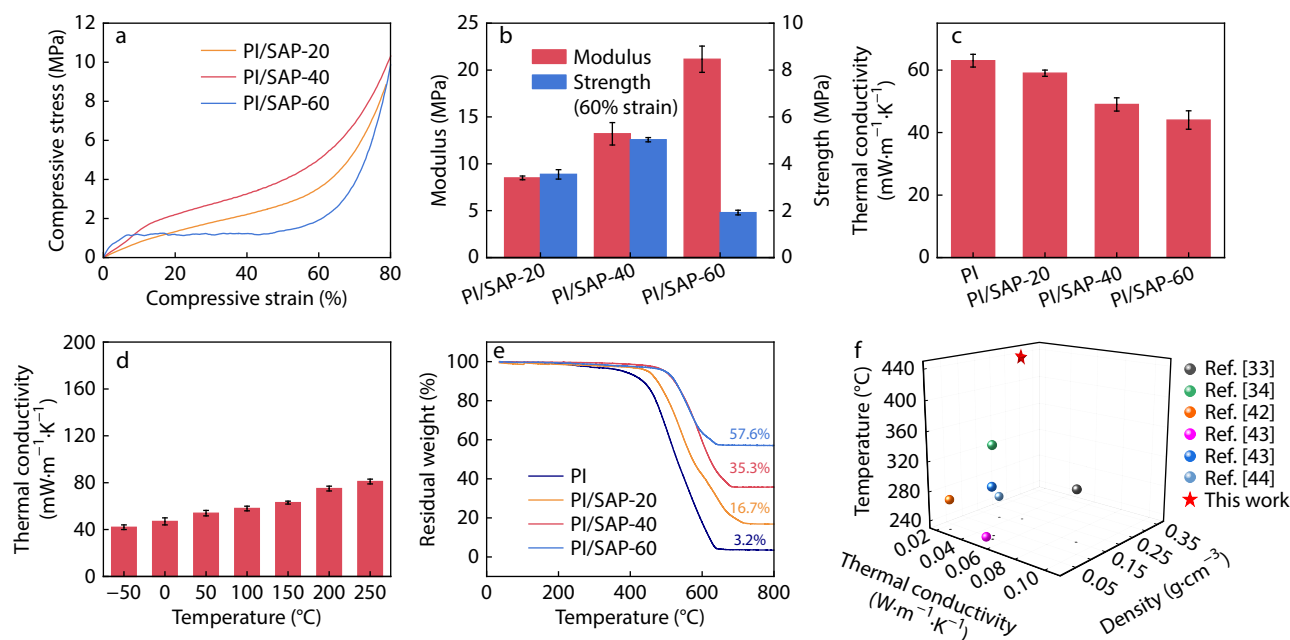 a
PI/SAP-20
PI/SAP-40
PI/SAP-60
Compressive stress (MPa)
12
10
8
6
4
2
0
0
20
40
60
80
Compressive strain (%)
b
Modulus
Strength
(60% strain)
Modulus (MPa)
25
20
15
10
5
0
Strength (MPa)
10
8
6
4
2
0
PI/SAP-20
PI/SAP-40
PI/SAP-60
c
Thermal conductivity
(mW·m⁻¹·K⁻¹)
60
40
20
0
PI
PI/SAP-20
PI/SAP-40
PI/SAP-60
d
Thermal conductivity
(mW·m⁻¹·K⁻¹)
200
160
120
80
40
0
−50
0
50
100
150
200
250
Temperature (°C)
e
Residual weight (%)
100
80
60
40
20
0
57.6%
35.3%
16.7%
3.2%
PI
PI/SAP-20
PI/SAP-40
PI/SAP-60
0
200
400
600
800
Temperature (°C)
f
Temperature (°C)
440
400
360
320
280
240
0.02
0.04
0.06
0.08
0.10
Thermal conductivity
(W·m⁻¹·K⁻¹)
0.05
0.15
0.25
0.35
Density (g·cm⁻³)
Ref. [33]
Ref. [34]
Ref. [42]
Ref. [43]
Ref. [43]
Ref. [44]
This work